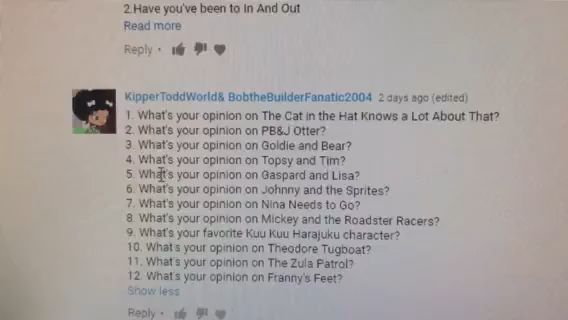 2.Have you've been to In And Out
Read more
Reply •
KipperToddWorld& BobtheBuilderFanatic2004 2 days ago (edited)
1. What's your opinion on The Cat in the Hat Knows a Lot About That?
2. What's your opinion on PB&J Otter?
3. What's your opinion on Goldie and Bear?
4. What's your opinion on Topsy and Tim?
5. What's your opinion on Gaspard and Lisa?
6. What's your opinion on Johnny and the Sprites?
7. What's your opinion on Nina Needs to Go?
8. What's your opinion on Mickey and the Roadster Racers?
9. What's your favorite Kuu Kuu Harajuku character?
10. What's your opinion on Theodore Tugboat?
11. What's your opinion on The Zula Patrol?
12. What's your opinion on Franny's Feet?
Show less
Reply •